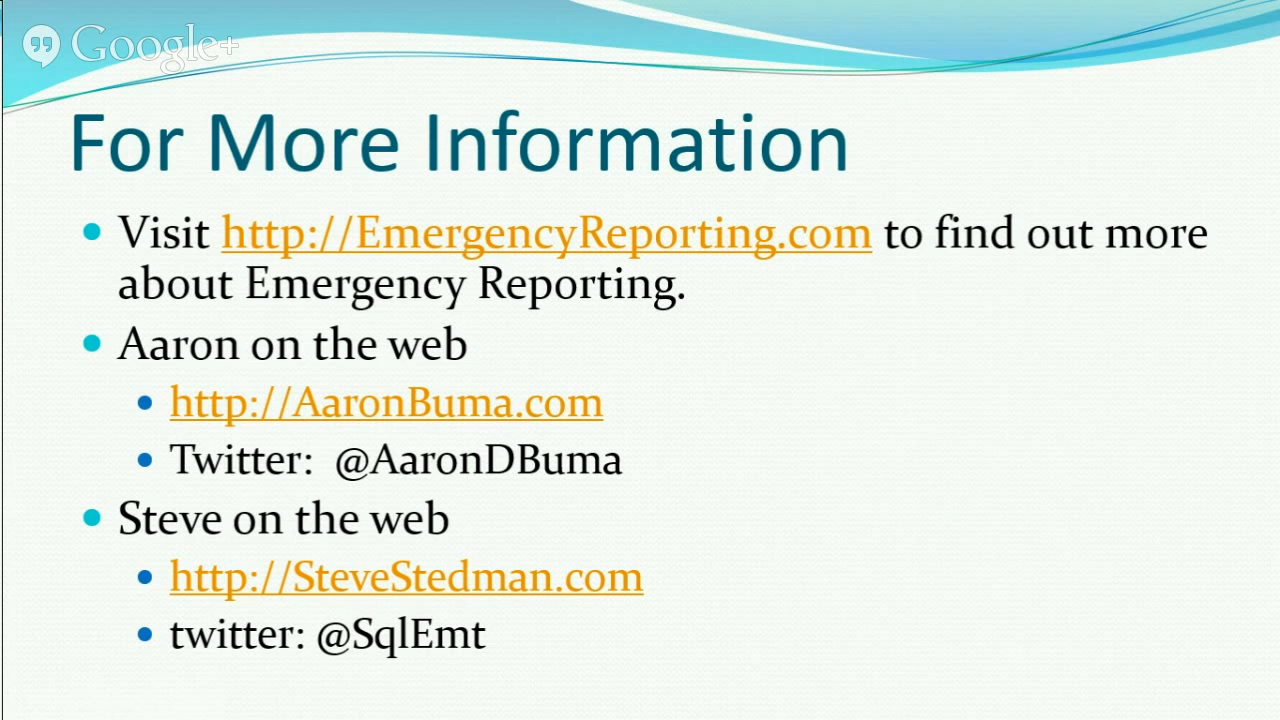 Google+
For More Information
Visit http://EmergencyReporting.com to find out more
about Emergency Reporting.
Aaron on the web
http://AaronBuma.com
Twitter:  @AaronDBuma
Steve on the web
http://SteveStedman.com
twitter: @SqlEmt